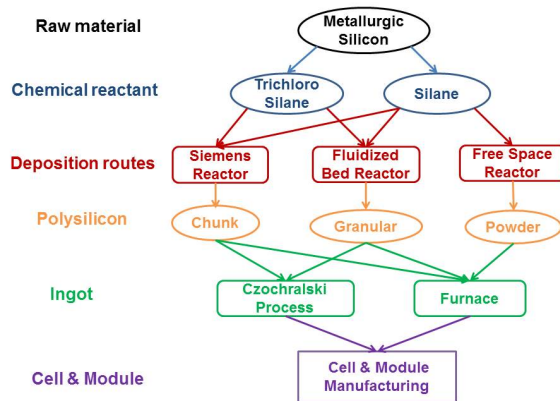 Raw material
Metallurgic
Silicon
Chemical reactant
Trichloro
Silane
Silane
Deposition routes
Siemens
Reactor
Fluidized
Bed Reactor
Free Space
Reactor
Polysilicon
Chunk
Granular
Powder
Ingot
Czochralski
Process
Furnace
Cell & Module
Cell & Module
Manufacturing